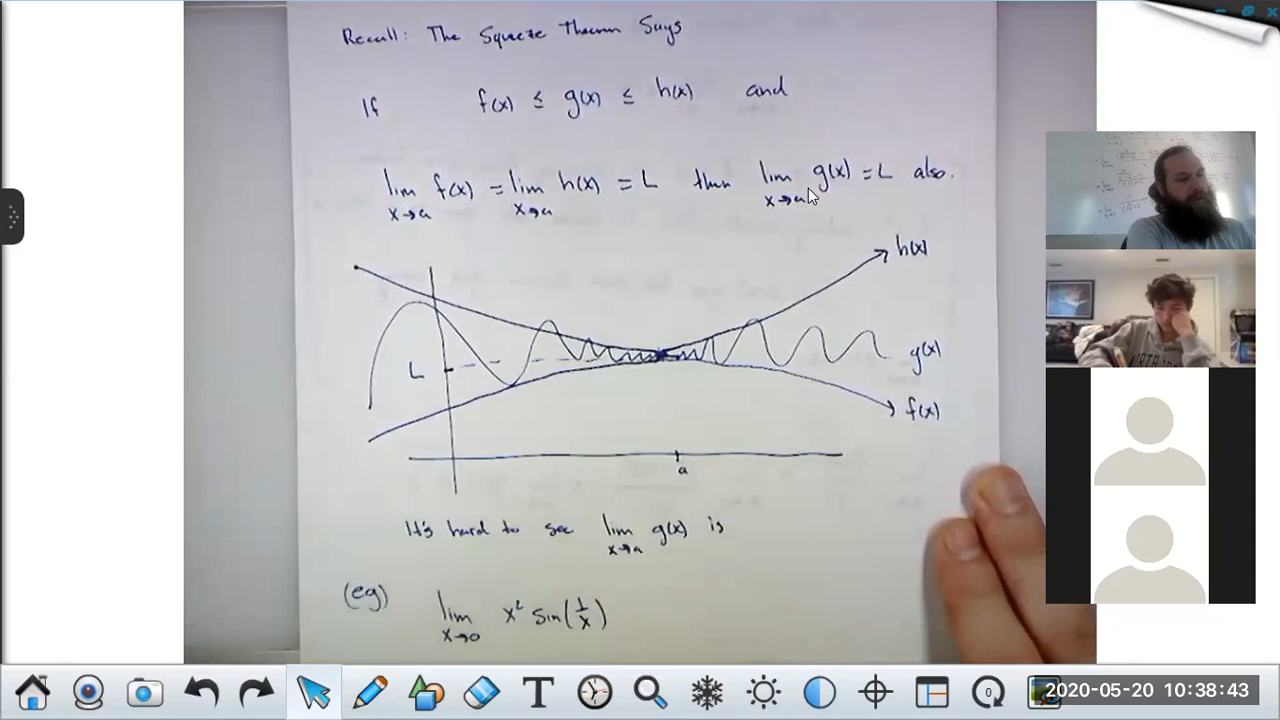 Recall: The Squeeze Theorem Says
If f(x) ≤ g(x) ≤ h(x) and
lim x→a f(x) = lim x→a h(x) = L then lim x→a g(x) = L also.
h(x)
L
g(x)
f(x)
a
It's hard to see lim x→a g(x) is
(eg) lim x→0 x² sin(1/x)
T
0
2020-05-20 10:38:43